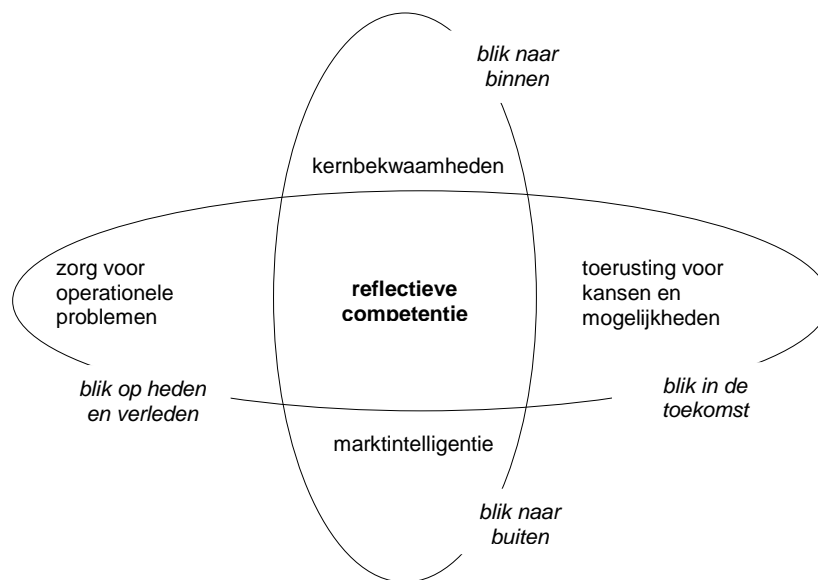 blik naar
binnen
kernbekwaamheden
zorg voor
operationele
problemen
reflectieve
competentie
toerusting voor
kansen en
mogelijkheden
blik op heden
en verleden
blik in de
toekomst
marktintelligentie
blik naar
buiten